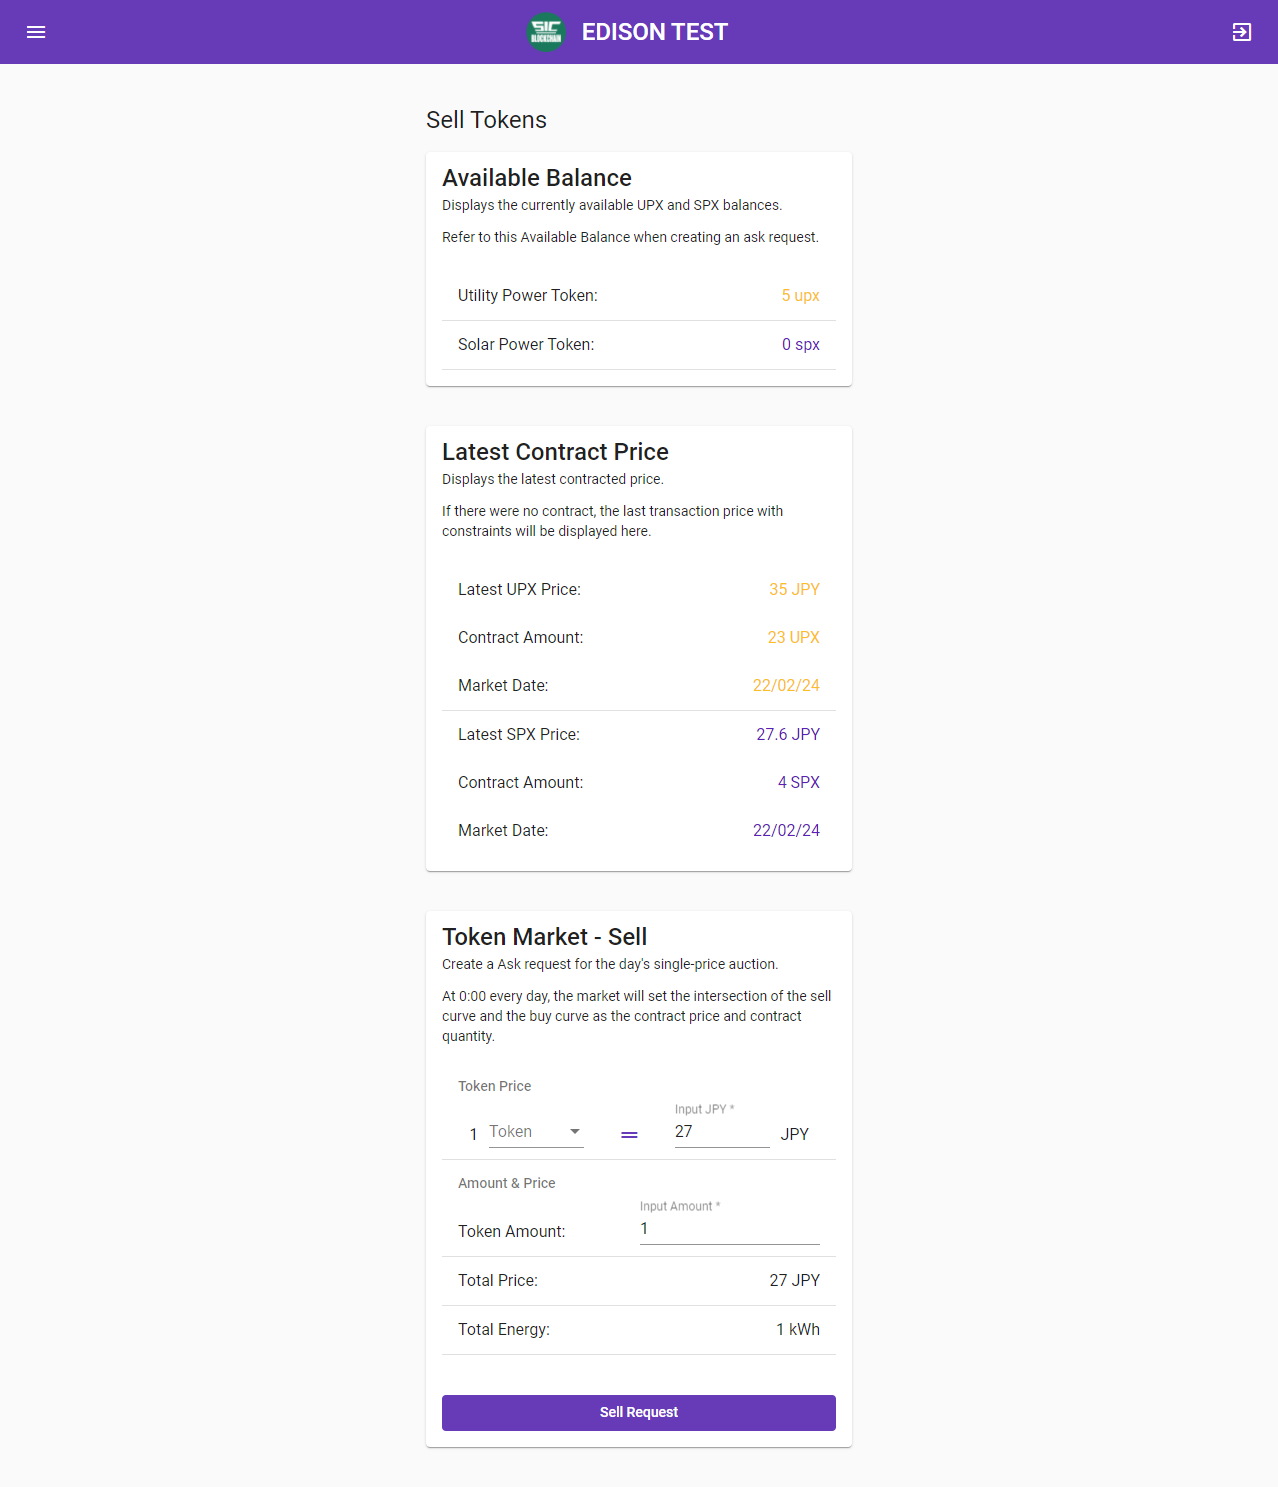 SIC
BLOCKCHAIN
EDISON TEST
Sell Tokens
Available Balance
Displays the currently available UPX and SPX balances.
Refer to this Available Balance when creating an ask request.
Utility Power Token: 5 upx
Solar Power Token: 0 spx
Latest Contract Price
Displays the latest contracted price.
If there were no contract, the last transaction price with
constraints will be displayed here.
Latest UPX Price: 35 JPY
Contract Amount: 23 UPX
Market Date: 22/02/24
Latest SPX Price: 27.6 JPY
Contract Amount: 4 SPX
Market Date: 22/02/24
Token Market - Sell
Create a Ask request for the day's single-price auction.
At 0:00 every day, the market will set the intersection of the sell
curve and the buy curve as the contract price and contract
quantity.
Token Price
Input JPY *
1 Token = 27 JPY
Amount & Price
Input Amount *
Token Amount: 1
Total Price: 27 JPY
Total Energy: 1 kWh
Sell Request